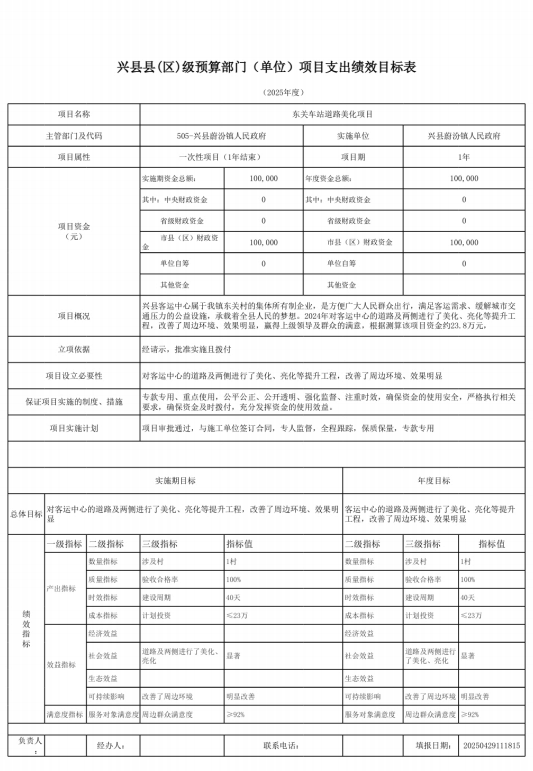 兴县县(区)级预算部门（单位）项目支出绩效目标表
（2025年度）
项目名称 东关车站道路美化项目
主管部门及代码 505-兴县蔚汾镇人民政府 实施单位 兴县蔚汾镇人民政府
项目属性 一次性项目（1年结束） 项目期 1年
项目资金
（元）
实施期资金总额: 100,000 年度资金总额: 100,000
其中: 中央财政资金 0 其中: 中央财政资金 0
省级财政资金 0 省级财政资金 0
市县（区）财政资
金 100,000 市县（区）财政资金 100,000
单位自筹 0 单位自筹 0
其他资金 其他资金
项目概况
兴县客运中心属于我镇东关村的集体所有制企业，是方便广大人民群众出行，满足客运需求、缓解城市交
通压力的公益设施，承载着全县人民的梦想。2024年对客运中心的道路及两侧进行了美化、亮化等提升工
程，改善了周边环境、效果明显，赢得上级领导及群众的满意。根据测算该项目资金约23.8万元，
立项依据 经请示，批准实施且拨付
项目设立必要性 对客运中心的道路及两侧进行了美化、亮化等提升工程，改善了周边环境、效果明显
保证项目实施的制度、措施
专款专用、重点使用，公平公正、公开透明、强化监督、注重时效，确保资金的使用安全，严格执行相关
要求，确保资金及时拨付，充分发挥资金的使用效益。
项目实施计划 项目审批通过，与施工单位签订合同，专人监督，全程跟踪，保质保量，专款专用
实施期目标 年度目标
总体目标
对客运中心的道路及两侧进行了美化、亮化等提升工程，改善了周边环境、效果明
显
客运中心的道路及两侧进行了美化、亮化等提升
工程，改善了周边环境、效果明显
绩效指标
一级指标 二级指标 三级指标 指标值 二级指标 三级指标 指标值
产出指标
数量指标 涉及村 1村 数量指标 涉及村 1村
质量指标 验收合格率 100% 质量指标 验收合格率 100%
时效指标 建设周期 40天 时效指标 建设周期 40天
成本指标 计划投资 ≤23万 成本指标 计划投资 ≤23万
效益指标
经济效益 经济效益
社会效益 道路及两侧进行了美化、
亮化 显著 社会效益 道路及两侧进行
了美化、亮化 显著
生态效益 生态效益
可持续影响 改善了周边环境 明显改善 可持续影响 改善了周边环境 明显改善
满意度指标 服务对象满意度 周边群众满意度 ≥92% 服务对象满意度 周边群众满意度 ≥92%
负责人
: 经办人: 联系电话: 填报日期: 20250429111815